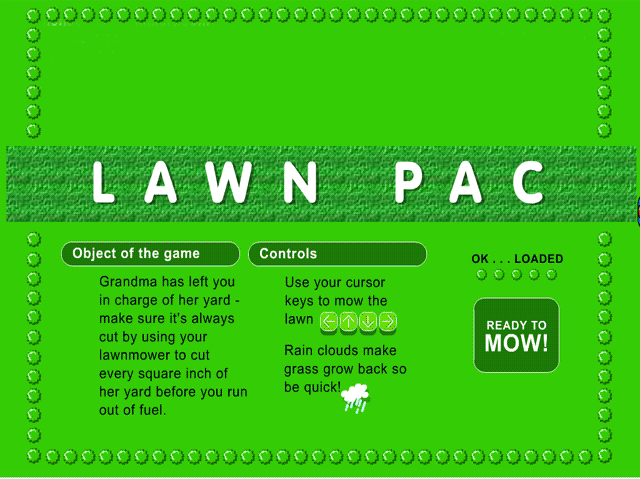 LAWN PAC
Object of the game
Grandma has left you
in charge of her yard -
make sure it's always
cut by using your
lawnmower to cut
every square inch of
her yard before you run
out of fuel.
Controls
Use your cursor
keys to mow the
lawn
Rain clouds make
grass grow back so
be quick!
OK . . . LOADED
READY TO
MOW!